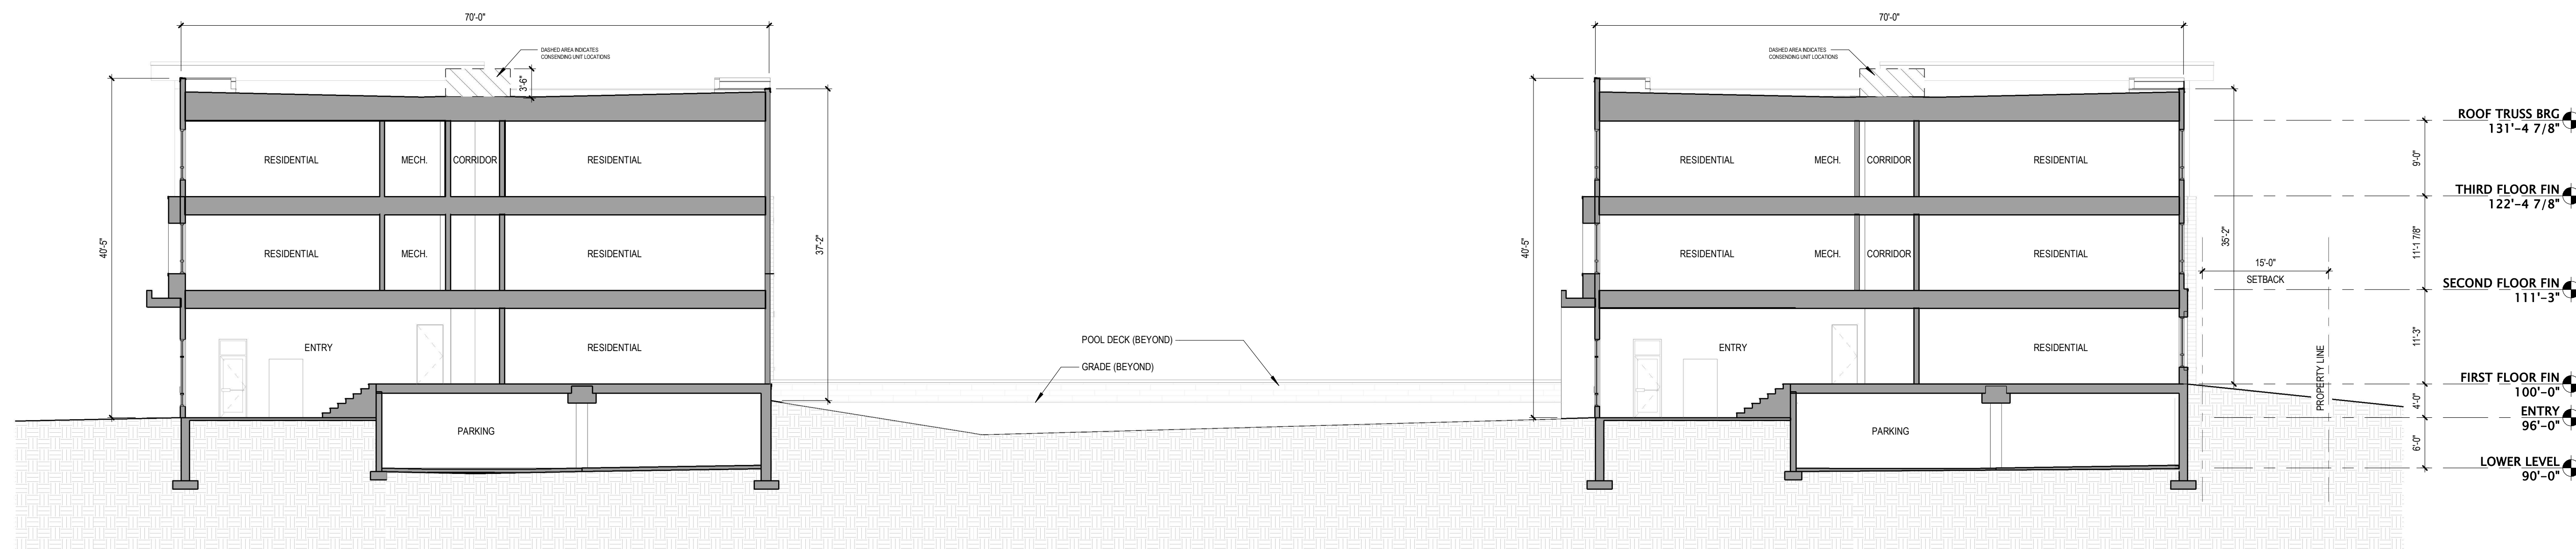 70'-0"
70'-0"
DASHED AREA INDICATES
CONSENDING UNIT LOCATIONS
DASHED AREA INDICATES
CONSENDING UNIT LOCATIONS
3'-6"
ROOF TRUSS BRG
131'-4 7/8"
RESIDENTIAL
MECH.
CORRIDOR
RESIDENTIAL
RESIDENTIAL
MECH.
CORRIDOR
RESIDENTIAL
9'-0"
THIRD FLOOR FIN
122'-4 7/8"
40'-5"
37'-2"
40'-5"
35'-2"
11'-1 7/8"
RESIDENTIAL
MECH.
CORRIDOR
RESIDENTIAL
RESIDENTIAL
MECH.
CORRIDOR
RESIDENTIAL
15'-0"
SETBACK
SECOND FLOOR FIN
111'-3"
ENTRY
RESIDENTIAL
POOL DECK (BEYOND)
GRADE (BEYOND)
ENTRY
RESIDENTIAL
PROPERTY LINE
11'-3"
FIRST FLOOR FIN
100'-0"
4'-0"
ENTRY
96'-0"
PARKING
PARKING
6'-0"
LOWER LEVEL
90'-0"